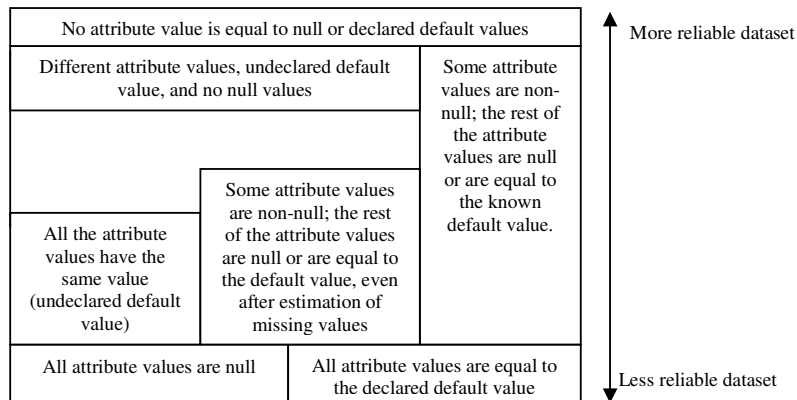 No attribute value is equal to null or declared default values
More reliable dataset
Different attribute values, undeclared default
value, and no null values
Some attribute
values are non-
null; the rest of
the attribute
values are null
or are equal to
the known
default value.
Some attribute values
are non-null; the rest
of the attribute values
are null or are equal to
the default value, even
after estimation of
missing values
All the attribute
values have the
same value
(undeclared default
value)
All attribute values are null
All attribute values are equal to
the declared default value
Less reliable dataset